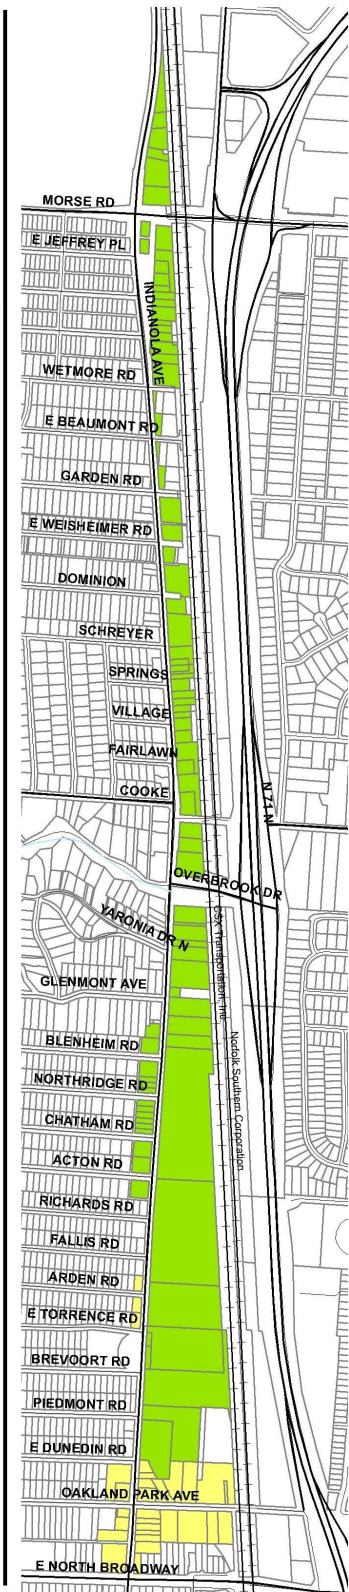 MORSE RD
E JEFFREY PL
INDIANOLA AVE
WETMORE RD
E BEAUMONT RD
GARDEN RD
E WEISHEIMER RD
DOMINION
SCHREYER
SPRINGS
VILLAGE
FAIRLAWN
COOKE
N 71 N
OVERBROOK DR
YARONIA DR N
CSX Transportation, Inc.
GLENMONT AVE
BLENHEIM RD
Norfolk Southern Corporation
NORTHRIDGE RD
CHATHAM RD
ACTON RD
RICHARDS RD
FALLIS RD
ARDEN RD
E TORRENCE RD
BREVOORT RD
PIEDMONT RD
E DUNEDIN RD
OAKLAND PARK AVE
E NORTH BROADWAY